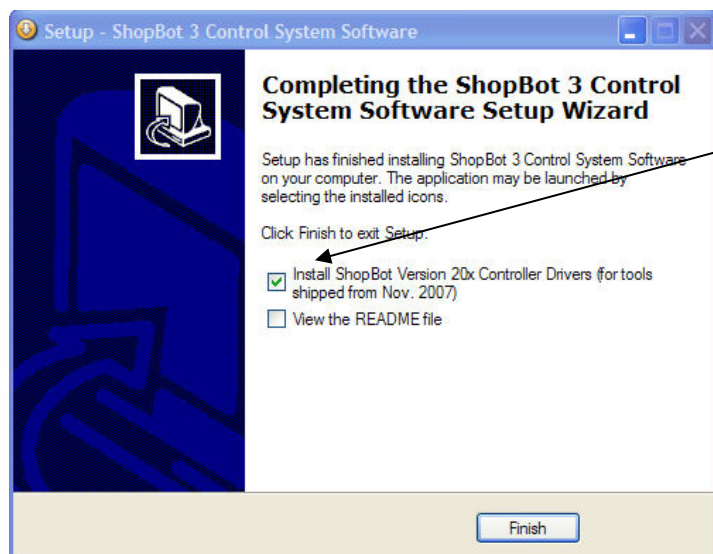 Setup - ShopBot 3 Control System Software
Completing the ShopBot 3 Control
System Software Setup Wizard
Setup has finished installing ShopBot 3 Control System Software
on your computer. The application may be launched by
selecting the installed icons.
Click Finish to exit Setup.
Install ShopBot Version 20x Controller Drivers (for tools
shipped from Nov. 2007)
View the README file
Finish